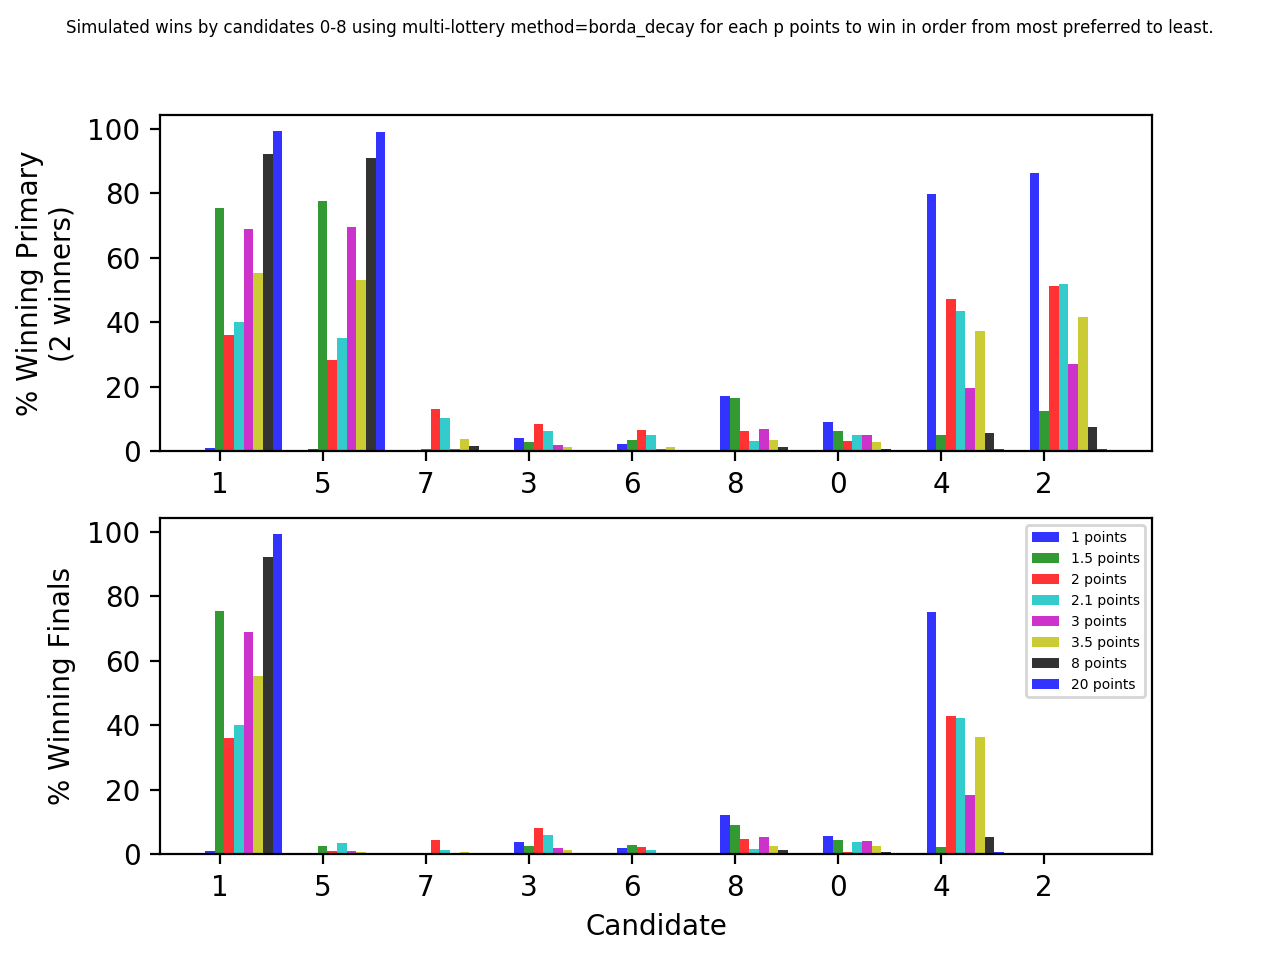 Simulated wins by candidates 0-8 using multi-lottery method=borda_decay for each p points to win in order from most preferred to least.
% Winning Primary
(2 winners)
100
80
60
40
20
0
1 5 7 3 6 8 0 4 2
% Winning Finals
100
80
60
40
20
0
1 points
1.5 points
2 points
2.1 points
3 points
3.5 points
8 points
20 points
1 5 7 3 6 8 0 4 2
Candidate